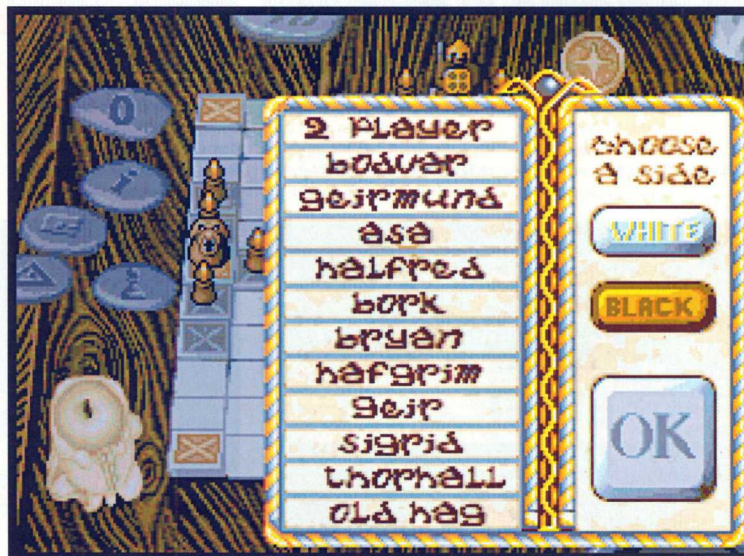 2 Player
bodvar
geirmund
asa
halfred
bork
bryan
hafgrim
geir
sigrid
thorhall
old hag
choose
a side
WHITE
BLACK
OK
0
i